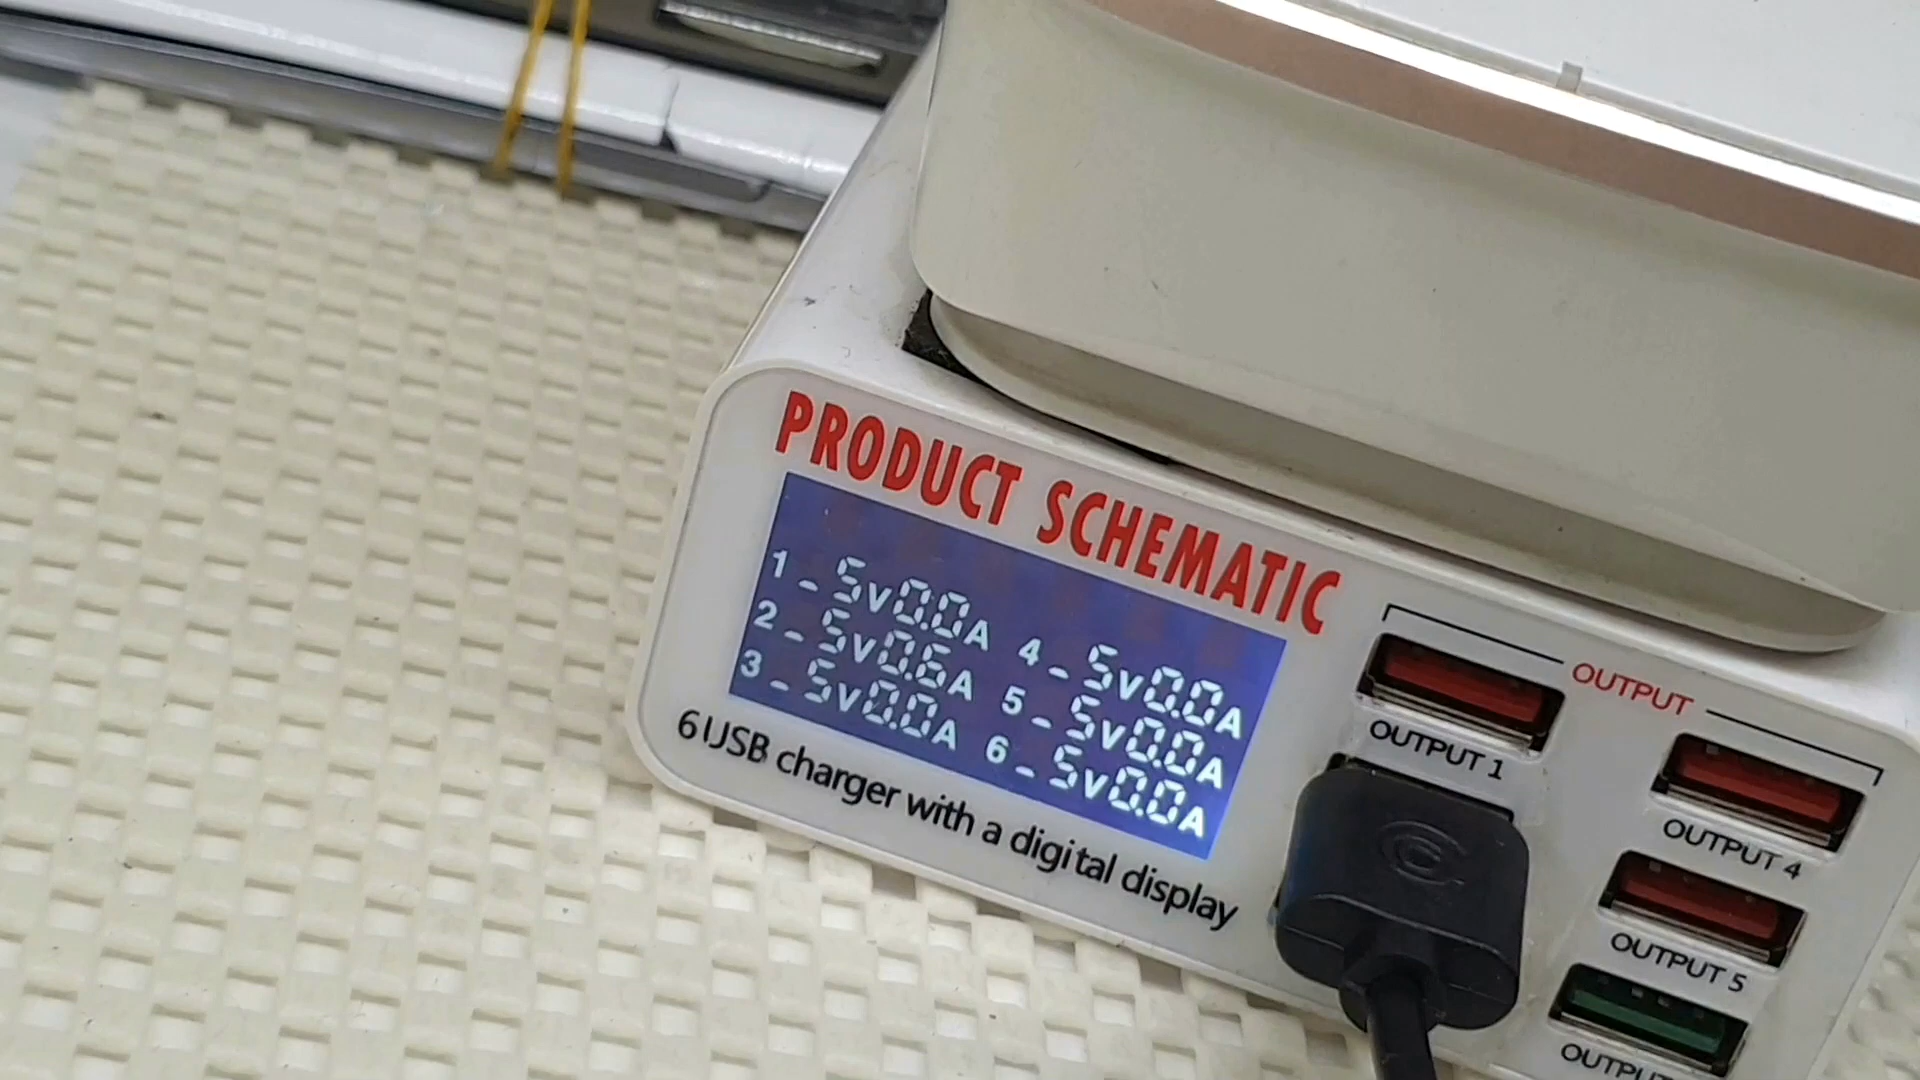 PRODUCT SCHEMATIC
1 - 5V0.0A 4 - 5V0.0A
2 - 5V0.6A 5 - 5V0.0A
3 - 5V0.0A 6 - 5V0.0A
6USB charger with a digital display
OUTPUT
OUTPUT 1
OUTPUT 4
OUTPUT 5
OUTPUT